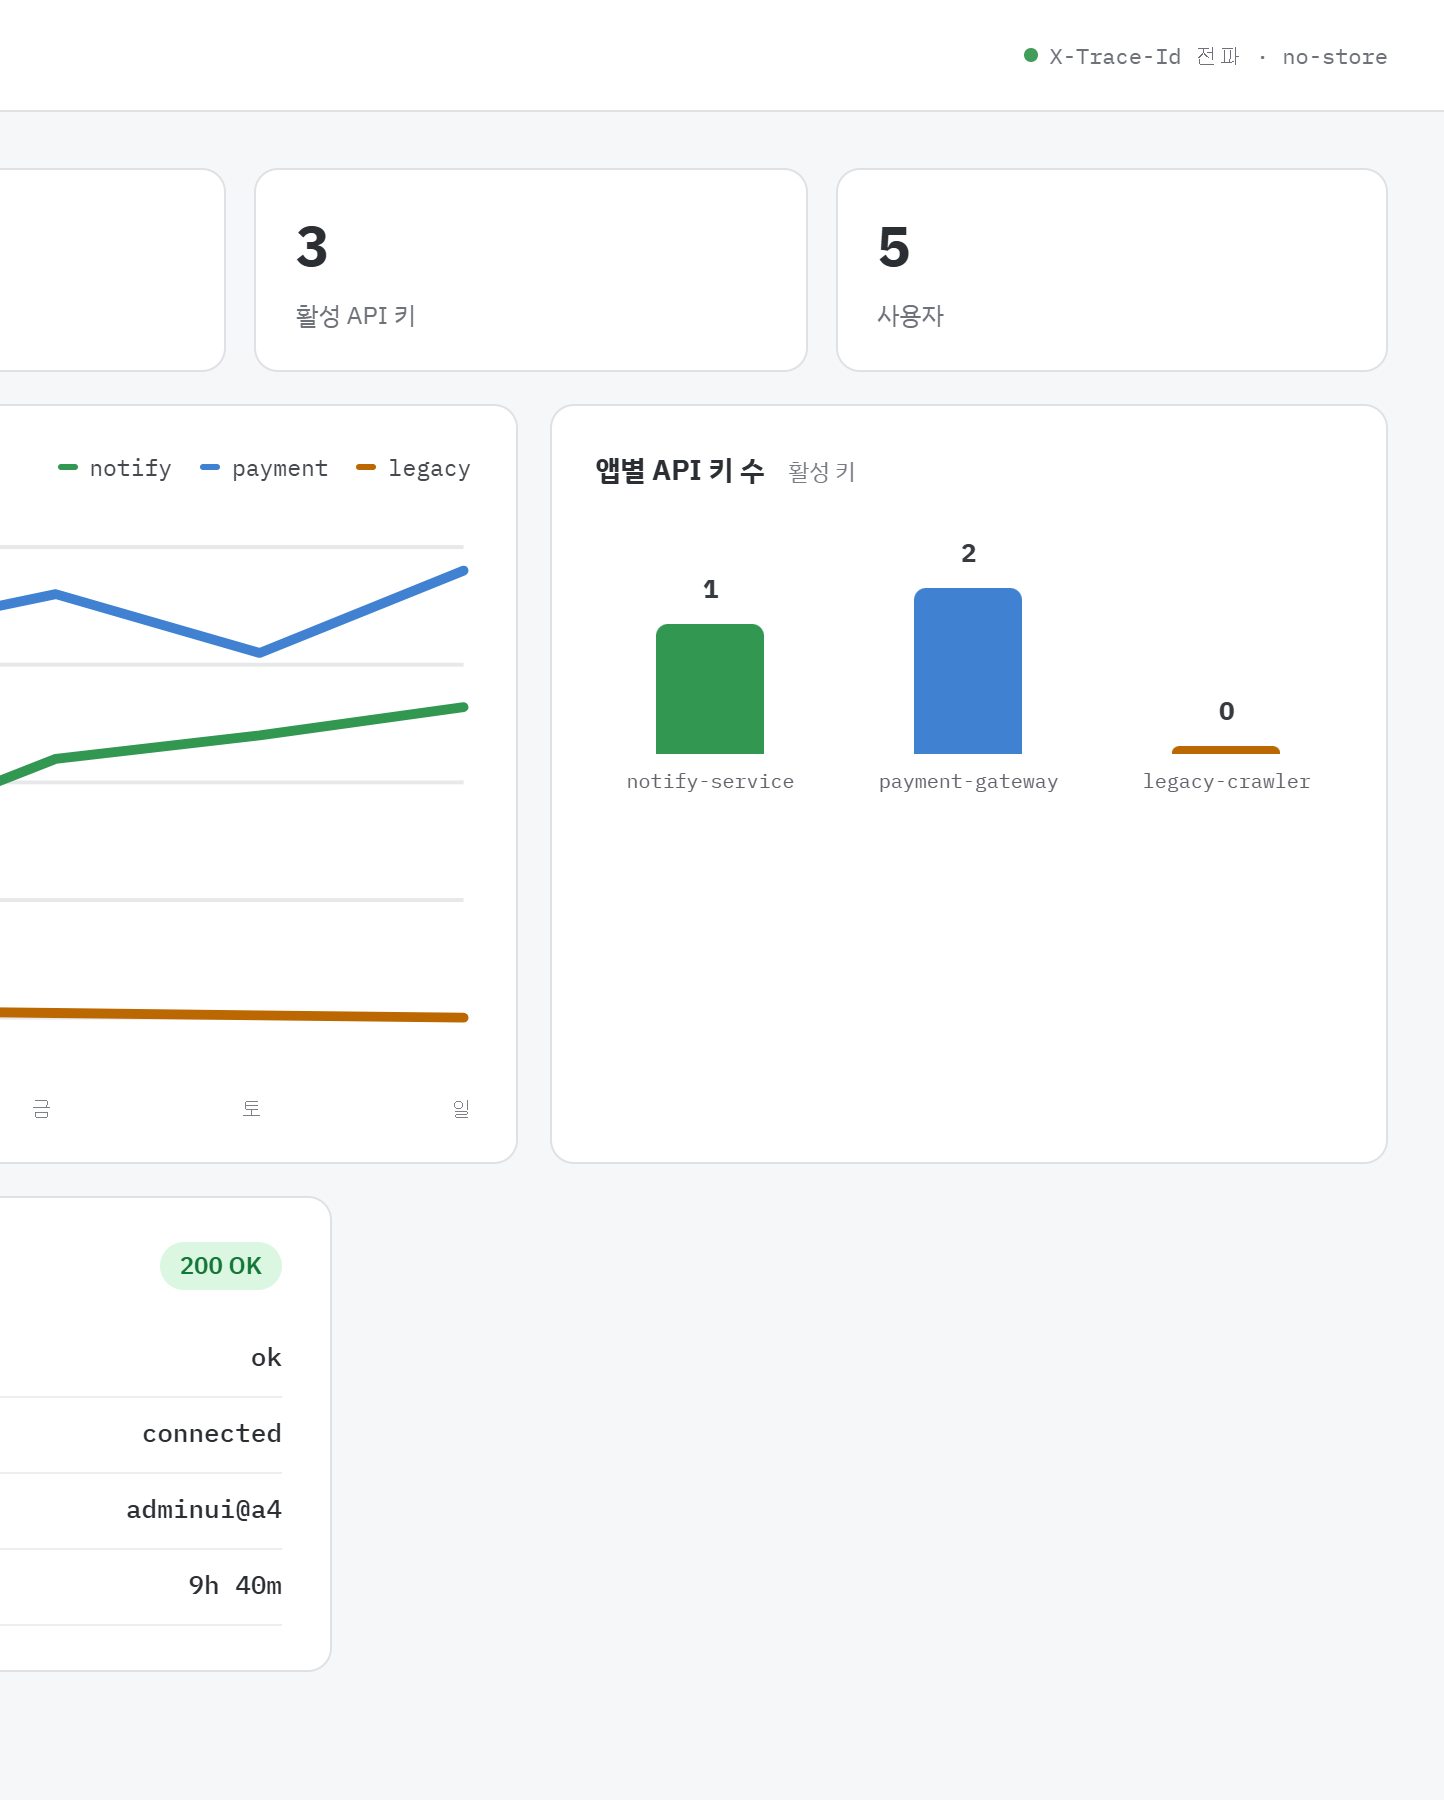 X-Trace-Id 전파 · no-store
3
활성 API 키
5
사용자
notify payment legacy
금 토 일
앱별 API 키 수 활성 키
1
2
0
notify-service payment-gateway legacy-crawler
200 OK
ok
connected
adminui@a4
9h 40m